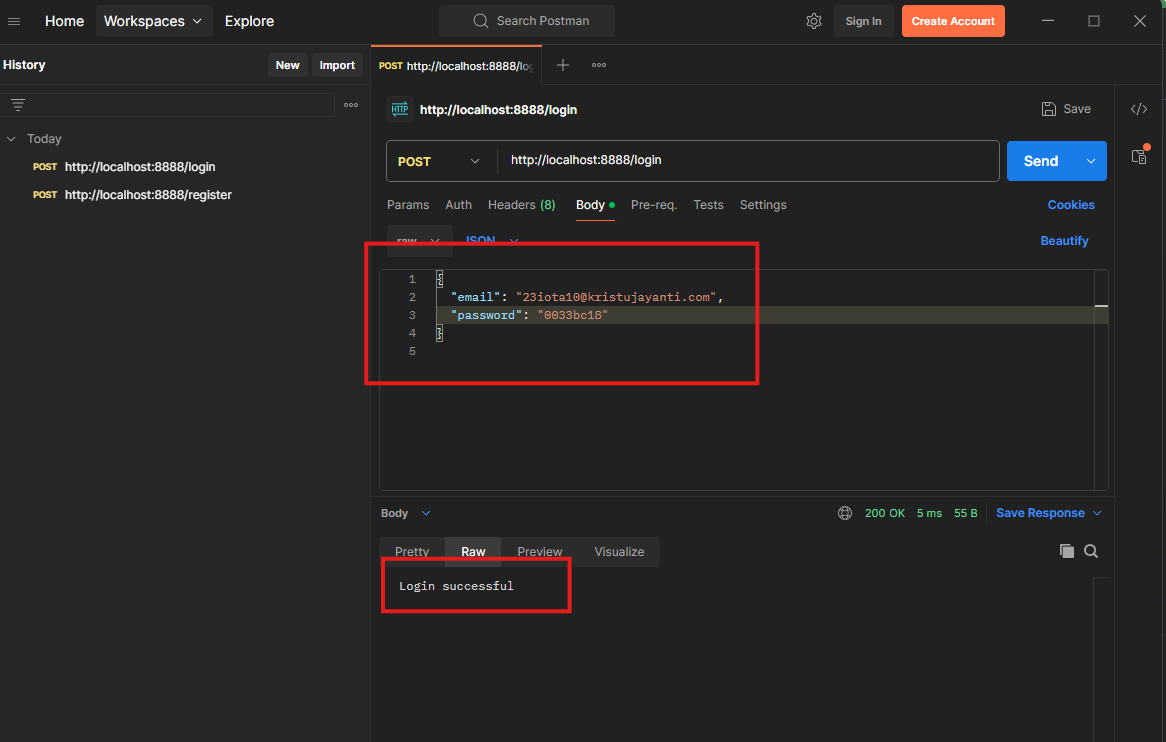 Home Workspaces Explore Search Postman Sign In Create Account
History New Import
POST http://localhost:8888/lo
HTTP http://localhost:8888/login Save
Today
POST http://localhost:8888/login
POST http://localhost:8888/register
POST http://localhost:8888/login Send
Params Auth Headers (8) Body Pre-req. Tests Settings Cookies
raw JSON Beautify
1 {
2 "email": "23iota10@kristujayanti.com",
3 "password": "0033bc18"
4 }
5
Body 200 OK 5 ms 55 B Save Response
Pretty Raw Preview Visualize
Login successful